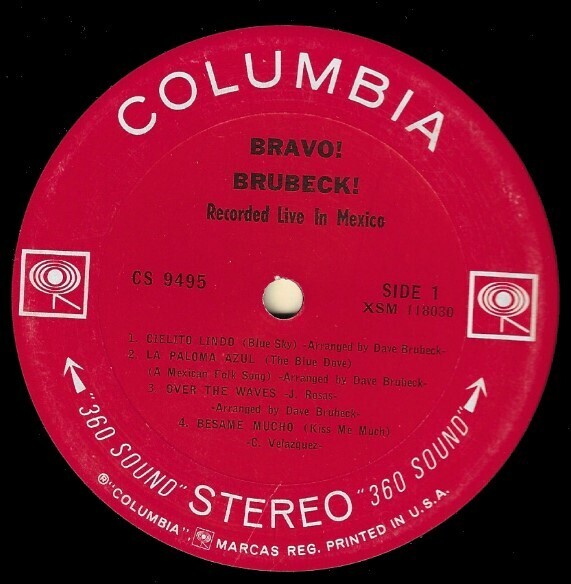 COLUMBIA
BRAVO!
BRUBECK!
Recorded Live In Mexico
CS 9495
SIDE 1
XSM 118030
1. CIELITO LINDO (Blue Sky) -Arranged by Dave Brubeck-
2. LA PALOMA AZUL (The Blue Dove)
(A Mexican Folk Song) -Arranged by Dave Brubeck-
3. OVER THE WAVES -J. Rosas-
-Arranged by Dave Brubeck-
4. BESAME MUCHO (Kiss Me Much)
-C. Velazquez-
"360 SOUND" STEREO "360 SOUND"
® "COLUMBIA", MARCAS REG. PRINTED IN U.S.A.